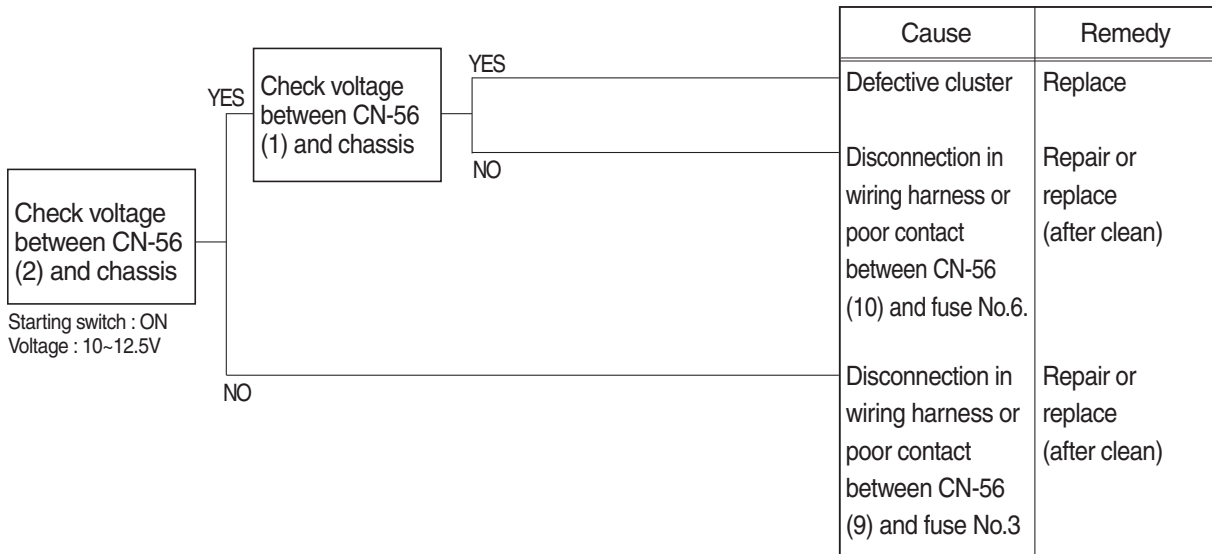 Check voltage
between CN-56
(2) and chassis
Starting switch : ON
Voltage : 10~12.5V
YES
NO
Check voltage
between CN-56
(1) and chassis
YES
NO
Cause
Remedy
Defective cluster
Replace
Disconnection in
wiring harness or
poor contact
between CN-56
(10) and fuse No.6.
Repair or
replace
(after clean)
Disconnection in
wiring harness or
poor contact
between CN-56
(9) and fuse No.3
Repair or
replace
(after clean)